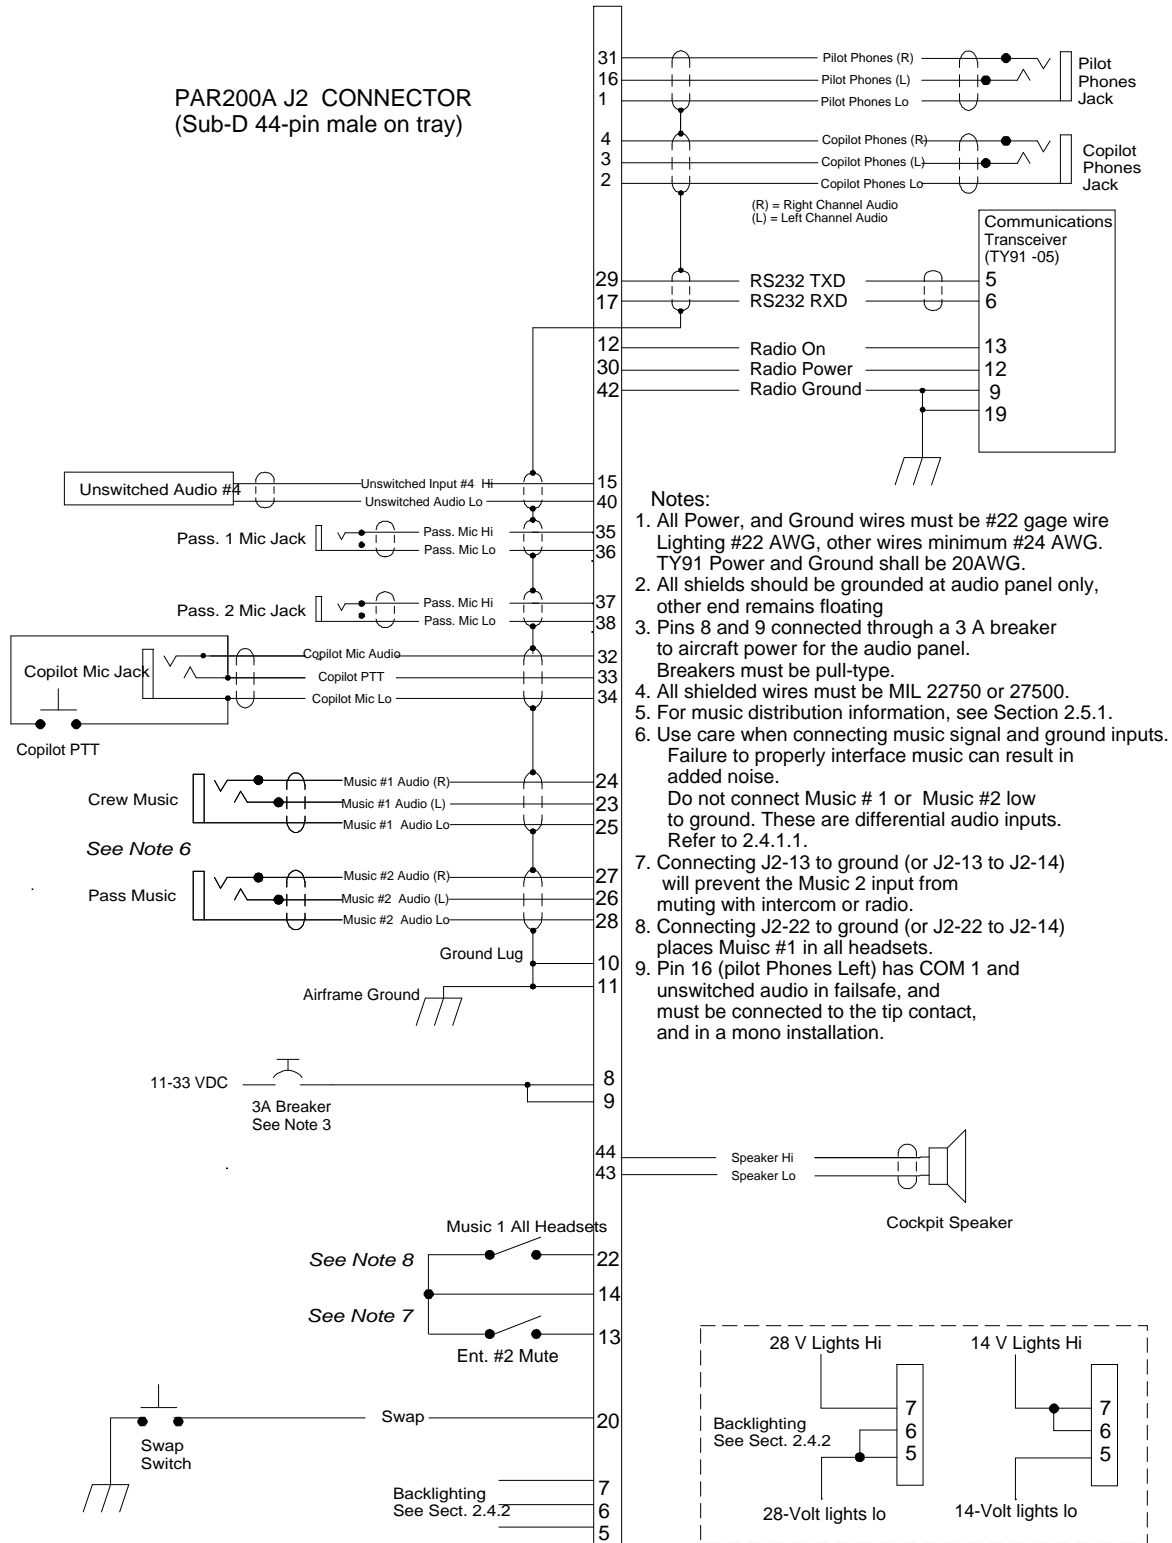 PAR200A J2 CONNECTOR
(Sub-D 44-pin male on tray)
31 Pilot Phones (R)
16 Pilot Phones (L)
1 Pilot Phones Lo
Pilot
Phones
Jack
4 Copilot Phones (R)
3 Copilot Phones (L)
2 Copilot Phones Lo
Copilot
Phones
Jack
(R) = Right Channel Audio
(L) = Left Channel Audio
Communications
Transceiver
(TY91 -05)
29 RS232 TXD 5
17 RS232 RXD 6
12 Radio On 13
30 Radio Power 12
42 Radio Ground 9
19
Unswitched Audio #4
Unswitched Input #4 Hi 15
Unswitched Audio Lo 40
Pass. 1 Mic Jack
Pass. Mic Hi 35
Pass. Mic Lo 36
Pass. 2 Mic Jack
Pass. Mic Hi 37
Pass. Mic Lo 38
Copilot Mic Jack
Copilot Mic Audio 32
Copilot PTT 33
Copilot Mic Lo 34
Copilot PTT
Crew Music
Music #1 Audio (R) 24
Music #1 Audio (L) 23
Music #1 Audio Lo 25
See Note 6
Pass Music
Music #2 Audio (R) 27
Music #2 Audio (L) 26
Music #2 Audio Lo 28
Ground Lug 10
Airframe Ground 11
Notes:
1. All Power, and Ground wires must be #22 gage wire
Lighting #22 AWG, other wires minimum #24 AWG.
TY91 Power and Ground shall be 20AWG.
2. All shields should be grounded at audio panel only,
other end remains floating
3. Pins 8 and 9 connected through a 3 A breaker
to aircraft power for the audio panel.
Breakers must be pull-type.
4. All shielded wires must be MIL 22750 or 27500.
5. For music distribution information, see Section 2.5.1.
6. Use care when connecting music signal and ground inputs.
Failure to properly interface music can result in
added noise.
Do not connect Music # 1 or Music #2 low
to ground. These are differential audio inputs.
Refer to 2.4.1.1.
7. Connecting J2-13 to ground (or J2-13 to J2-14)
will prevent the Music 2 input from
muting with intercom or radio.
8. Connecting J2-22 to ground (or J2-22 to J2-14)
places Muisc #1 in all headsets.
9. Pin 16 (pilot Phones Left) has COM 1 and
unswitched audio in failsafe, and
must be connected to the tip contact,
and in a mono installation.
11-33 VDC
3A Breaker
See Note 3
8
9
44 Speaker Hi
43 Speaker Lo
Cockpit Speaker
Music 1 All Headsets
See Note 8
22
14
See Note 7
13
Ent. #2 Mute
Swap 20
Swap
Switch
Backlighting
See Sect. 2.4.2
7
6
5
28 V Lights Hi
14 V Lights Hi
Backlighting
See Sect. 2.4.2
7
6
5
7
6
5
28-Volt lights lo
14-Volt lights lo